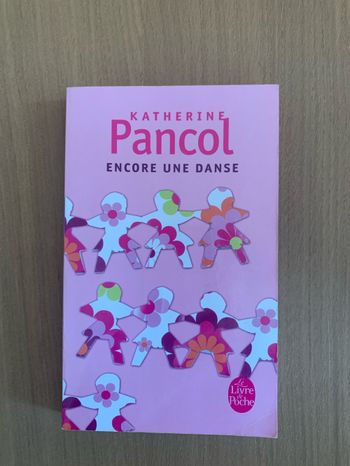 KATHERINE
Pancol
ENCORE UNE DANSE
Le
Livre
de
Poche